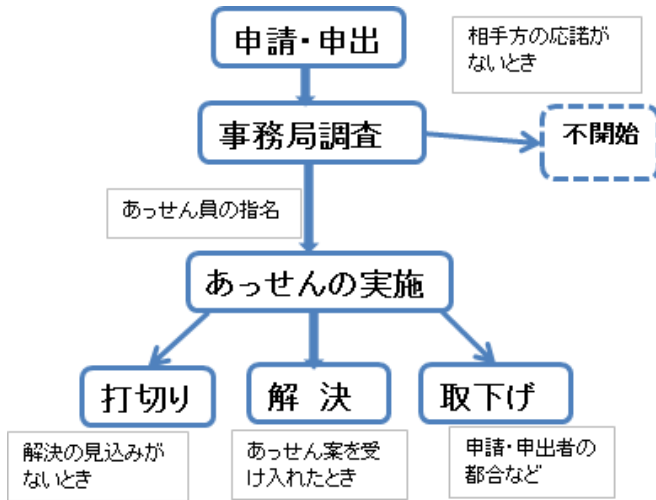 申請・申出
相手方の応諾が
ないとき
事務局調査
不開始
あっせん員の指名
あっせんの実施
打切り
解 決
取下げ
解決の見込みが
ないとき
あっせん案を受
け入れたとき
申請・申出者の
都合など